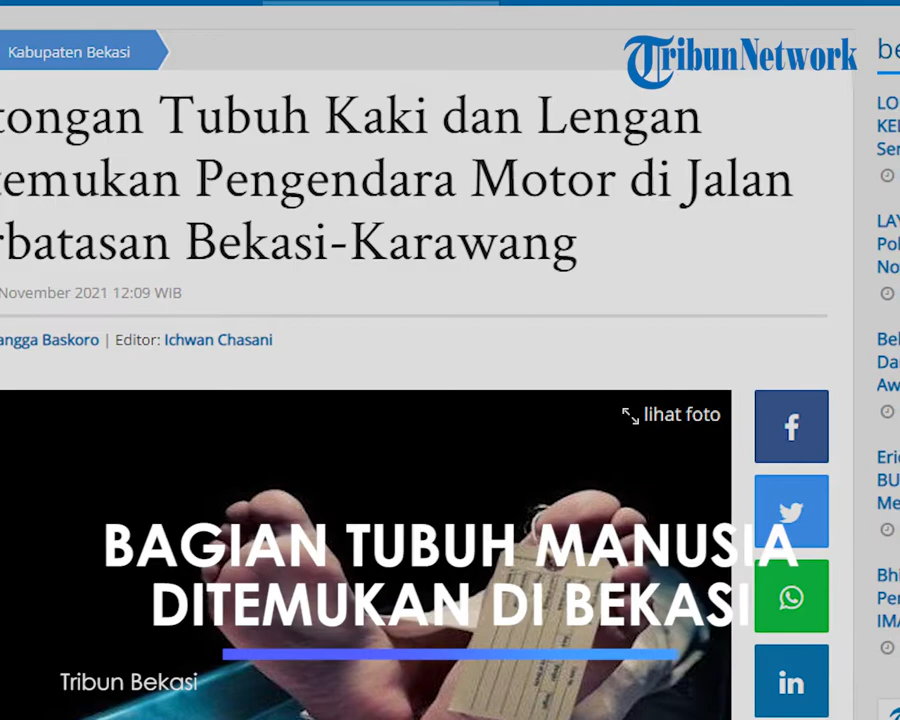 Kabupaten Bekasi
TribunNetwork
tongan Tubuh Kaki dan Lengan
temukan Pengendara Motor di Jalan
rbatasan Bekasi-Karawang
November 2021 12:09 WIB
angga Baskoro | Editor: Ichwan Chasani
lihat foto
BAGIAN TUBUH MANUSIA
DITEMUKAN DI BEKASI
Tribun Bekasi
be
LO
KE
Ser
LAY
Pol
No
Bel
Da
Aw
Eri
BU
Me
Bh
Per
IMA